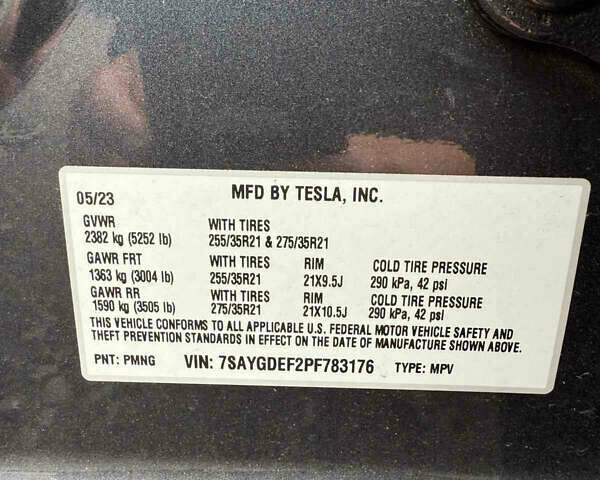 05/23 MFD BY TESLA, INC.
GVWR WITH TIRES
2382 kg (5252 lb) 255/35R21 & 275/35R21
GAWR FRT WITH TIRES RIM COLD TIRE PRESSURE
1363 kg (3004 lb) 255/35R21 21X9.5J 290 kPa, 42 psi
GAWR RR WITH TIRES RIM COLD TIRE PRESSURE
1590 kg (3505 lb) 275/35R21 21X10.5J 290 kPa, 42 psi
THIS VEHICLE CONFORMS TO ALL APPLICABLE U.S. FEDERAL MOTOR VEHICLE SAFETY AND
THEFT PREVENTION STANDARDS IN EFFECT ON THE DATE OF MANUFACTURE SHOWN ABOVE.
PNT: PMNG VIN: 7SAYGDEF2PF783176 TYPE: MPV